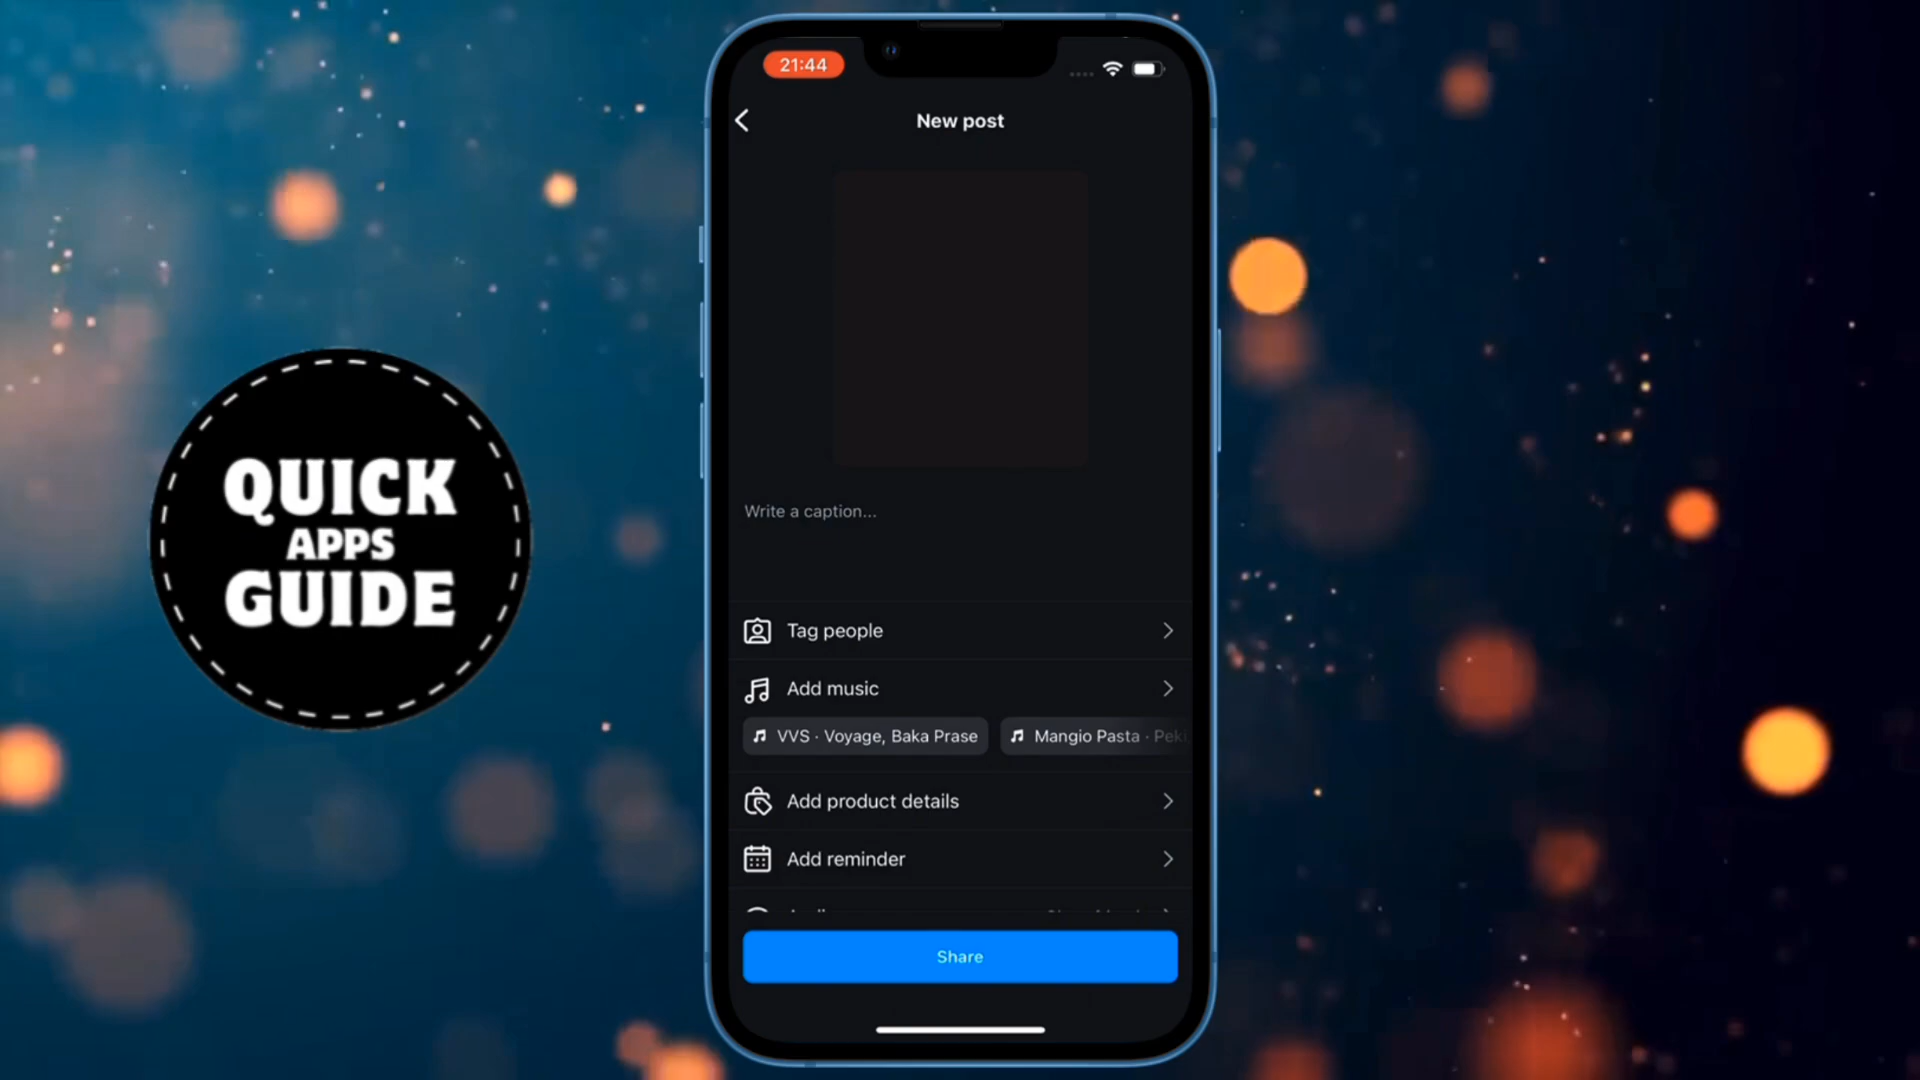 QUICK
APPS
GUIDE
21:44
New post
Write a caption...
Tag people
Add music
VVS · Voyage, Baka Prase
Mangio Pasta · Peki
Add product details
Add reminder
Share